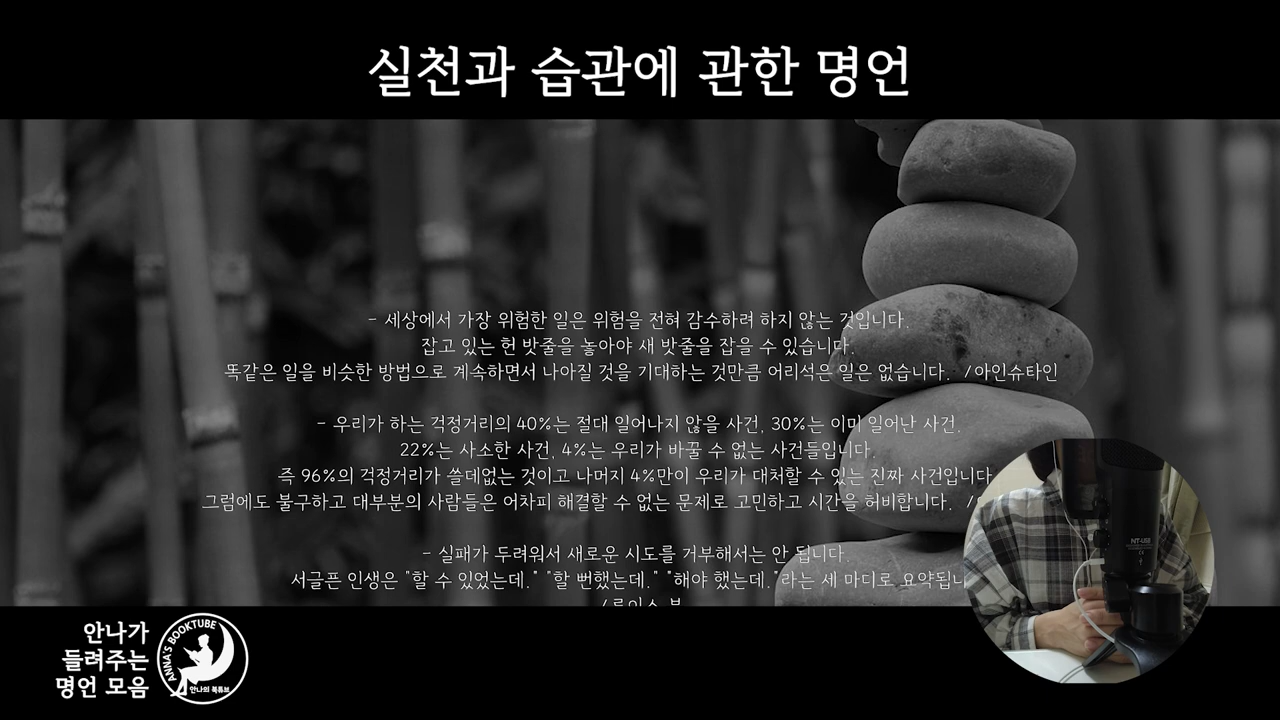 실천과 습관에 관한 명언
- 세상에서 가장 위험한 일은 위험을 전혀 감수하려 하지 않는 것입니다.
잡고 있는 헌 밧줄을 놓아야 새 밧줄을 잡을 수 있습니다.
똑같은 일을 비슷한 방법으로 계속하면서 나아질 것을 기대하는 것만큼 어리석은 일은 없습니다. /아인슈타인
- 우리가 하는 걱정거리의 40%는 절대 일어나지 않을 사건, 30%는 이미 일어난 사건,
22%는 사소한 사건, 4%는 우리가 바꿀 수 없는 사건들입니다.
즉 96%의 걱정거리가 쓸데없는 것이고 나머지 4%만이 우리가 대처할 수 있는 진짜 사건입니다
그럼에도 불구하고 대부분의 사람들은 어차피 해결할 수 없는 문제로 고민하고 시간을 허비합니다. /
- 실패가 두려워서 새로운 시도를 거부해서는 안 됩니다.
서글픈 인생은 "할 수 있었는데." "할 뻔했는데." "해야 했는데."라는 세 마디로 요약됩니
안나가
들려주는
명언 모음
ANNA'S BOOKTUBE
안나의 북튜브
NT-USB